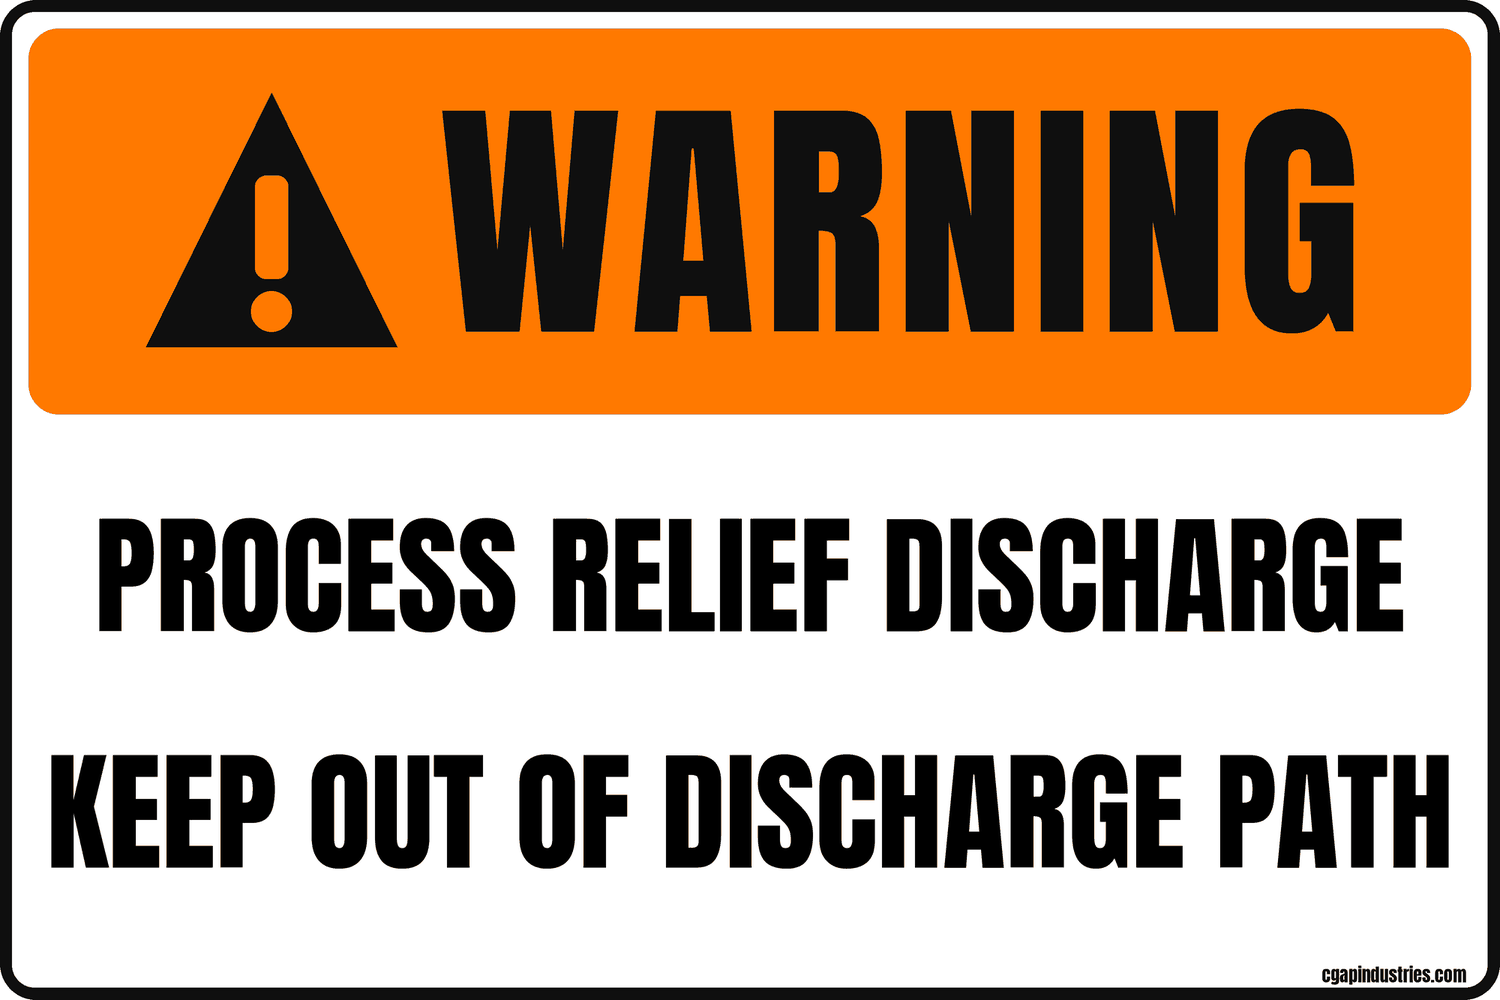 WARNING
PROCESS RELIEF DISCHARGE
KEEP OUT OF DISCHARGE PATH
cgapindustries.com